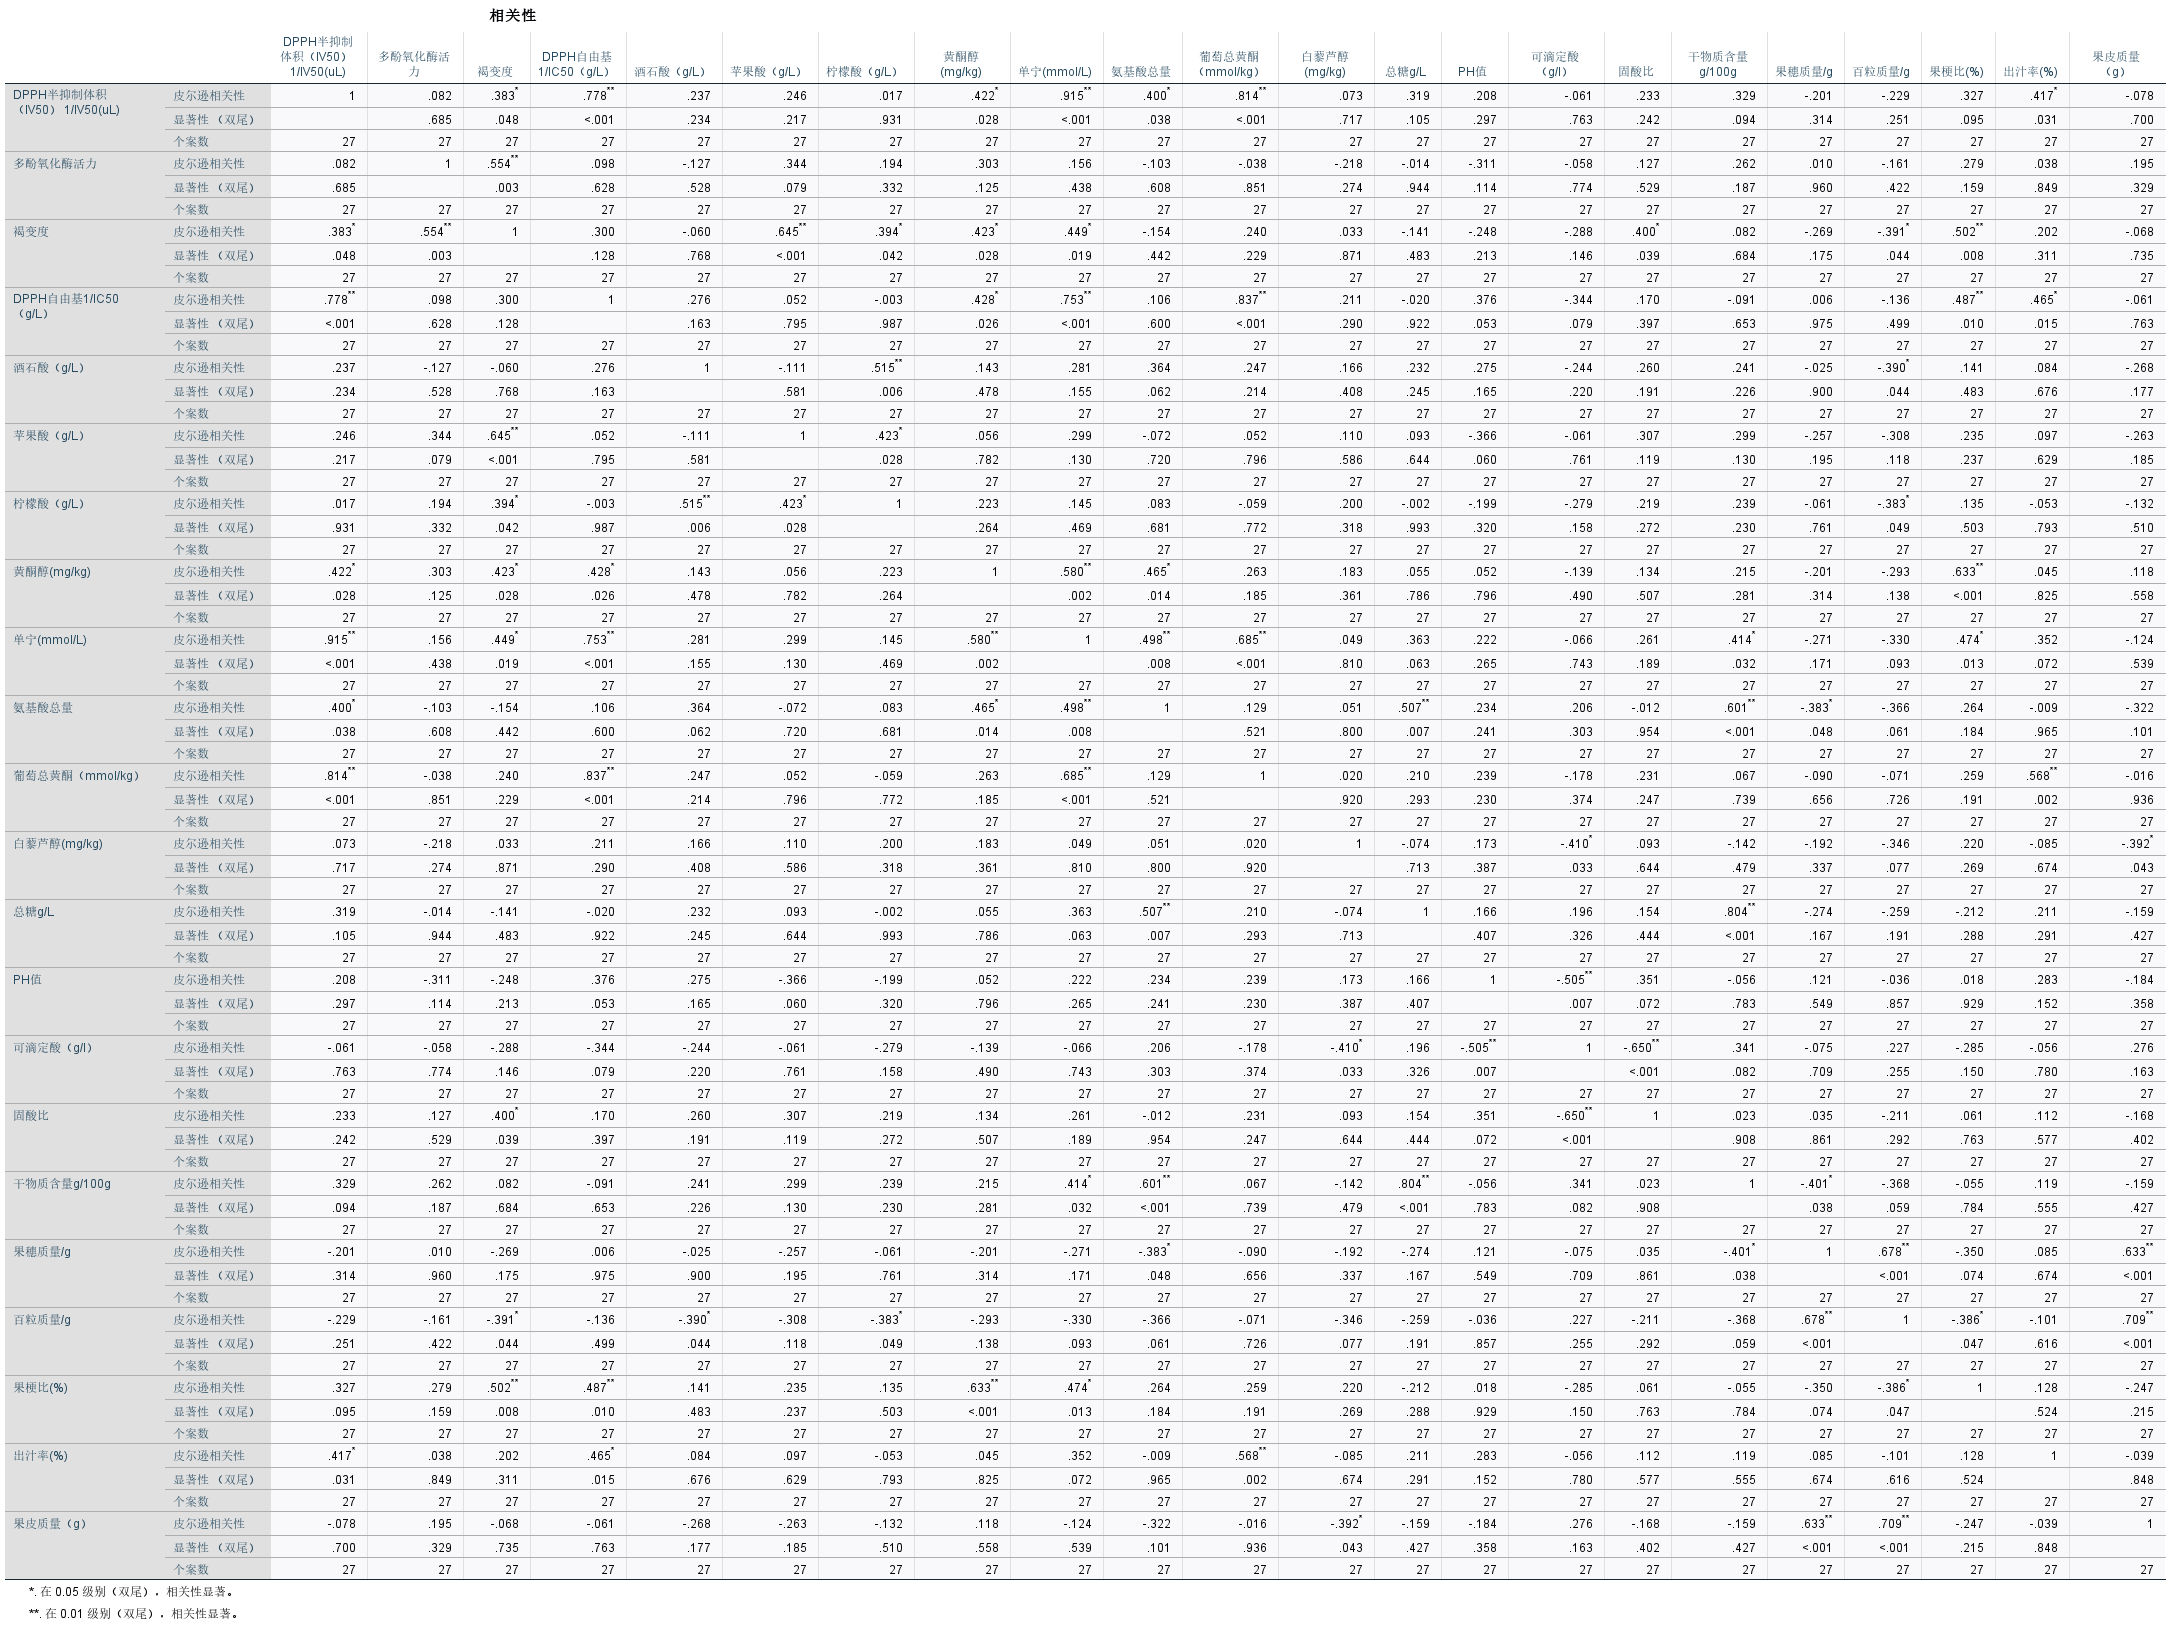 相关性
DPPH半抑制体积（IV50） 1/IV50(uL) 多酚氧化酶活力 褐变度 DPPH自由基1/IC50（g/L） 酒石酸（g/L） 苹果酸（g/L） 柠檬酸（g/L） 黄酮醇(mg/kg) 单宁(mmol/L) 氨基酸总量 葡萄总黄酮（mmol/kg） 白藜芦醇(mg/kg) 总糖g/L PH值 可滴定酸（g/l） 固酸比 干物质含量g/100g 果穗质量/g 百粒质量/g 果梗比(%) 出汁率(%) 果皮质量（g）
DPPH半抑制体积（IV50） 1/IV50(uL) 皮尔逊相关性 1 .082 .383* .778** .237 .246 .017 .422* .915** .400* .814** .073 .319 .208 -.061 .233 .329 -.201 -.229 .327 .417* -.078
显著性（双尾） .685 .048 <.001 .234 .217 .931 .028 <.001 .038 <.001 .717 .105 .297 .763 .242 .094 .314 .251 .095 .031 .700
个案数 27 27 27 27 27 27 27 27 27 27 27 27 27 27 27 27 27 27 27 27 27 27
多酚氧化酶活力 皮尔逊相关性 .082 1 .554** .098 -.127 .344 .194 .303 .156 -.103 -.038 -.218 -.014 -.311 -.058 .127 .262 .010 -.161 .279 .038 .195
显著性（双尾） .685 .003 .628 .528 .079 .332 .125 .438 .608 .851 .274 .944 .114 .774 .529 .187 .960 .422 .159 .849 .329
个案数 27 27 27 27 27 27 27 27 27 27 27 27 27 27 27 27 27 27 27 27 27 27
褐变度 皮尔逊相关性 .383* .554** 1 .300 -.060 .645** .394* .423* .449* -.154 .240 .033 -.141 -.248 -.288 .400* .082 -.269 -.391* .502** .202 -.068
显著性（双尾） .048 .003 .128 .768 <.001 .042 .028 .019 .442 .229 .871 .483 .213 .146 .039 .684 .175 .044 .008 .311 .735
个案数 27 27 27 27 27 27 27 27 27 27 27 27 27 27 27 27 27 27 27 27 27 27
DPPH自由基1/IC50（g/L） 皮尔逊相关性 .778** .098 .300 1 .276 .052 -.003 .428* .753** .106 .837** .211 -.020 .376 -.344 .170 -.091 .006 -.136 .487** .465* -.061
显著性（双尾） <.001 .628 .128 .163 .795 .987 .026 <.001 .600 <.001 .290 .922 .053 .079 .397 .653 .975 .499 .010 .015 .763
个案数 27 27 27 27 27 27 27 27 27 27 27 27 27 27 27 27 27 27 27 27 27 27
酒石酸（g/L） 皮尔逊相关性 .237 -.127 -.060 .276 1 -.111 .515** .143 .281 .364 .247 .166 .232 .275 -.244 .260 .241 -.025 -.390* .141 .084 -.268
显著性（双尾） .234 .528 .768 .163 .581 .006 .478 .155 .062 .214 .408 .245 .165 .220 .191 .226 .900 .044 .483 .676 .177
个案数 27 27 27 27 27 27 27 27 27 27 27 27 27 27 27 27 27 27 27 27 27 27
苹果酸（g/L） 皮尔逊相关性 .246 .344 .645** .052 -.111 1 .423* .056 .299 -.072 .052 .110 .093 -.366 -.061 .307 .299 -.257 -.308 .235 .097 -.263
显著性（双尾） .217 .079 <.001 .795 .581 .028 .782 .130 .720 .796 .586 .644 .060 .761 .119 .130 .195 .118 .237 .629 .185
个案数 27 27 27 27 27 27 27 27 27 27 27 27 27 27 27 27 27 27 27 27 27 27
柠檬酸（g/L） 皮尔逊相关性 .017 .194 .394* -.003 .515** .423* 1 .223 .145 .083 -.059 .200 -.002 -.199 -.279 .219 .239 -.061 -.383* .135 -.053 -.132
显著性（双尾） .931 .332 .042 .987 .006 .028 .264 .469 .681 .772 .318 .993 .320 .158 .272 .230 .761 .049 .503 .793 .510
个案数 27 27 27 27 27 27 27 27 27 27 27 27 27 27 27 27 27 27 27 27 27 27
黄酮醇(mg/kg) 皮尔逊相关性 .422* .303 .423* .428* .143 .056 .223 1 .580** .465* .263 .183 .055 .052 -.139 .134 .215 -.201 -.293 .633** .045 .118
显著性（双尾） .028 .125 .028 .026 .478 .782 .264 .002 .014 .185 .361 .786 .796 .490 .507 .281 .314 .138 <.001 .825 .558
个案数 27 27 27 27 27 27 27 27 27 27 27 27 27 27 27 27 27 27 27 27 27 27
单宁(mmol/L) 皮尔逊相关性 .915** .156 .449* .753** .281 .299 .145 .580** 1 .498** .685** .049 .363 .222 -.066 .261 .414* -.271 -.330 .474* .352 -.124
显著性（双尾） <.001 .438 .019 <.001 .155 .130 .469 .002 .008 <.001 .810 .063 .265 .743 .189 .032 .171 .093 .013 .072 .539
个案数 27 27 27 27 27 27 27 27 27 27 27 27 27 27 27 27 27 27 27 27 27 27
氨基酸总量 皮尔逊相关性 .400* -.103 -.154 .106 .364 -.072 .083 .465* .498** 1 .129 .051 .507** .234 .206 -.012 .601** -.383* -.366 .264 -.009 -.322
显著性（双尾） .038 .608 .442 .600 .062 .720 .681 .014 .008 .521 .800 .007 .241 .303 .954 <.001 .048 .061 .184 .965 .101
个案数 27 27 27 27 27 27 27 27 27 27 27 27 27 27 27 27 27 27 27 27 27 27
葡萄总黄酮（mmol/kg） 皮尔逊相关性 .814** -.038 .240 .837** .247 .052 -.059 .263 .685** .129 1 .020 .210 .239 -.178 .231 .067 -.090 -.071 .259 .568** -.016
显著性（双尾） <.001 .851 .229 <.001 .214 .796 .772 .185 <.001 .521 .920 .293 .230 .374 .247 .739 .656 .726 .191 .002 .936
个案数 27 27 27 27 27 27 27 27 27 27 27 27 27 27 27 27 27 27 27 27 27 27
白藜芦醇(mg/kg) 皮尔逊相关性 .073 -.218 .033 .211 .166 .110 .200 .183 .049 .051 .020 1 -.074 .173 -.410* .093 -.142 -.192 -.346 .220 -.085 -.392*
显著性（双尾） .717 .274 .871 .290 .408 .586 .318 .361 .810 .800 .920 .713 .387 .033 .644 .479 .337 .077 .269 .674 .043
个案数 27 27 27 27 27 27 27 27 27 27 27 27 27 27 27 27 27 27 27 27 27 27
总糖g/L 皮尔逊相关性 .319 -.014 -.141 -.020 .232 .093 -.002 .055 .363 .507** .210 -.074 1 .166 .196 .154 .804** -.274 -.259 -.212 .211 -.159
显著性（双尾） .105 .944 .483 .922 .245 .644 .993 .786 .063 .007 .293 .713 .407 .326 .444 <.001 .167 .191 .288 .291 .427
个案数 27 27 27 27 27 27 27 27 27 27 27 27 27 27 27 27 27 27 27 27 27 27
PH值 皮尔逊相关性 .208 -.311 -.248 .376 .275 -.366 -.199 .052 .222 .234 .239 .173 .166 1 -.505** .351 -.056 .121 -.036 .018 .283 -.184
显著性（双尾） .297 .114 .213 .053 .165 .060 .320 .796 .265 .241 .230 .387 .407 .007 .072 .783 .549 .857 .929 .152 .358
个案数 27 27 27 27 27 27 27 27 27 27 27 27 27 27 27 27 27 27 27 27 27 27
可滴定酸（g/l） 皮尔逊相关性 -.061 -.058 -.288 -.344 -.244 -.061 -.279 -.139 -.066 .206 -.178 -.410* .196 -.505** 1 -.650** .341 -.075 .227 -.285 -.056 .276
显著性（双尾） .763 .774 .146 .079 .220 .761 .158 .490 .743 .303 .374 .033 .326 .007 <.001 .082 .709 .255 .150 .780 .163
个案数 27 27 27 27 27 27 27 27 27 27 27 27 27 27 27 27 27 27 27 27 27 27
固酸比 皮尔逊相关性 .233 .127 .400* .170 .260 .307 .219 .134 .261 -.012 .231 .093 .154 .351 -.650** 1 .023 .035 -.211 .061 .112 -.168
显著性（双尾） .242 .529 .039 .397 .191 .119 .272 .507 .189 .954 .247 .644 .444 .072 <.001 .908 .861 .292 .763 .577 .402
个案数 27 27 27 27 27 27 27 27 27 27 27 27 27 27 27 27 27 27 27 27 27 27
干物质含量g/100g 皮尔逊相关性 .329 .262 .082 -.091 .241 .299 .239 .215 .414* .601** .067 -.142 .804** -.056 .341 .023 1 -.401* -.368 -.055 .119 -.159
显著性（双尾） .094 .187 .684 .653 .226 .130 .230 .281 .032 <.001 .739 .479 <.001 .783 .082 .908 .038 .059 .784 .555 .427
个案数 27 27 27 27 27 27 27 27 27 27 27 27 27 27 27 27 27 27 27 27 27 27
果穗质量/g 皮尔逊相关性 -.201 .010 -.269 .006 -.025 -.257 -.061 -.201 -.271 -.383* -.090 -.192 -.274 .121 -.075 .035 -.401* 1 .678** -.350 .085 .633**
显著性（双尾） .314 .960 .175 .975 .900 .195 .761 .314 .171 .048 .656 .337 .167 .549 .709 .861 .038 <.001 .074 .674 <.001
个案数 27 27 27 27 27 27 27 27 27 27 27 27 27 27 27 27 27 27 27 27 27 27
百粒质量/g 皮尔逊相关性 -.229 -.161 -.391* -.136 -.390* -.308 -.383* -.293 -.330 -.366 -.071 -.346 -.259 -.036 .227 -.211 -.368 .678** 1 -.386* -.101 .709**
显著性（双尾） .251 .422 .044 .499 .044 .118 .049 .138 .093 .061 .726 .077 .191 .857 .255 .292 .059 <.001 .047 .616 <.001
个案数 27 27 27 27 27 27 27 27 27 27 27 27 27 27 27 27 27 27 27 27 27 27
果梗比(%) 皮尔逊相关性 .327 .279 .502** .487** .141 .235 .135 .633** .474* .264 .259 .220 -.212 .018 -.285 .061 -.055 -.350 -.386* 1 .128 -.247
显著性（双尾） .095 .159 .008 .010 .483 .237 .503 <.001 .013 .184 .191 .269 .288 .929 .150 .763 .784 .074 .047 .524 .215
个案数 27 27 27 27 27 27 27 27 27 27 27 27 27 27 27 27 27 27 27 27 27 27
出汁率(%) 皮尔逊相关性 .417* .038 .202 .465* .084 .097 -.053 .045 .352 -.009 .568** -.085 .211 .283 -.056 .112 .119 .085 -.101 .128 1 -.039
显著性（双尾） .031 .849 .311 .015 .676 .629 .793 .825 .072 .965 .002 .674 .291 .152 .780 .577 .555 .674 .616 .524 .848
个案数 27 27 27 27 27 27 27 27 27 27 27 27 27 27 27 27 27 27 27 27 27 27
果皮质量（g） 皮尔逊相关性 -.078 .195 -.068 -.061 -.268 -.263 -.132 .118 -.124 -.322 -.016 -.392* -.159 -.184 .276 -.168 -.159 .633** .709** -.247 -.039 1
显著性（双尾） .700 .329 .735 .763 .177 .185 .510 .558 .539 .101 .936 .043 .427 .358 .163 .402 .427 <.001 <.001 .215 .848
个案数 27 27 27 27 27 27 27 27 27 27 27 27 27 27 27 27 27 27 27 27 27 27
*. 在 0.05 级别（双尾），相关性显著。
**. 在 0.01 级别（双尾），相关性显著。